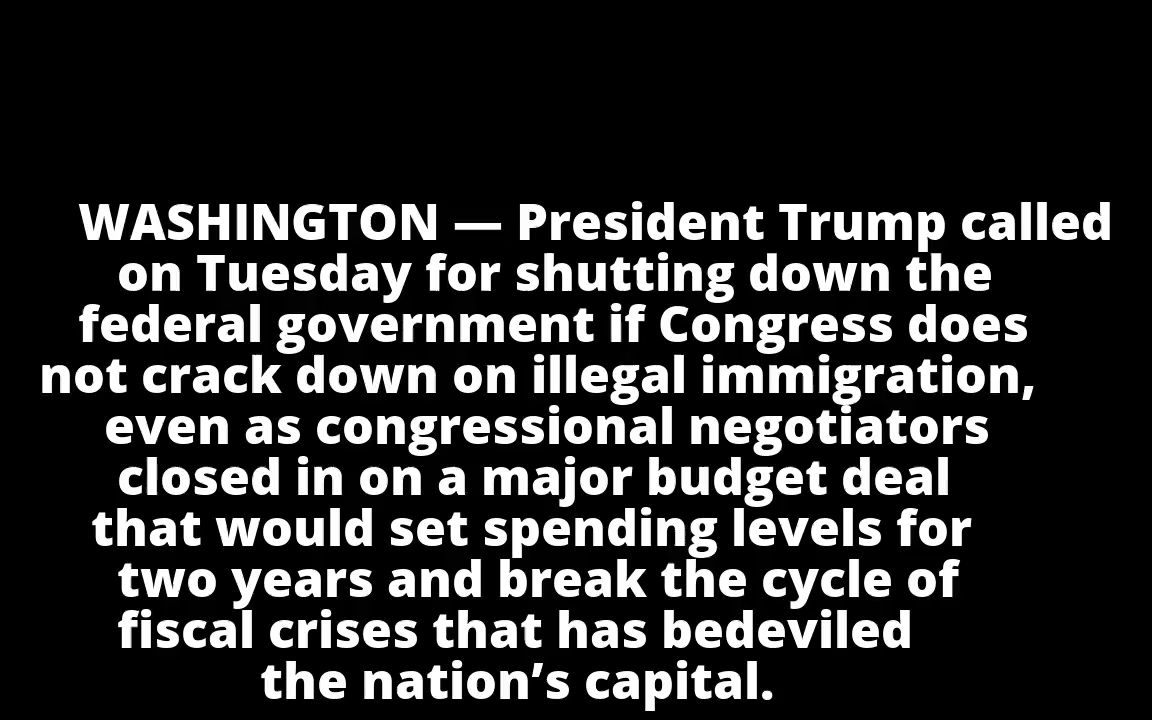 WASHINGTON — President Trump called
on Tuesday for shutting down the
federal government if Congress does
not crack down on illegal immigration,
even as congressional negotiators
closed in on a major budget deal
that would set spending levels for
two years and break the cycle of
fiscal crises that has bedeviled
the nation’s capital.